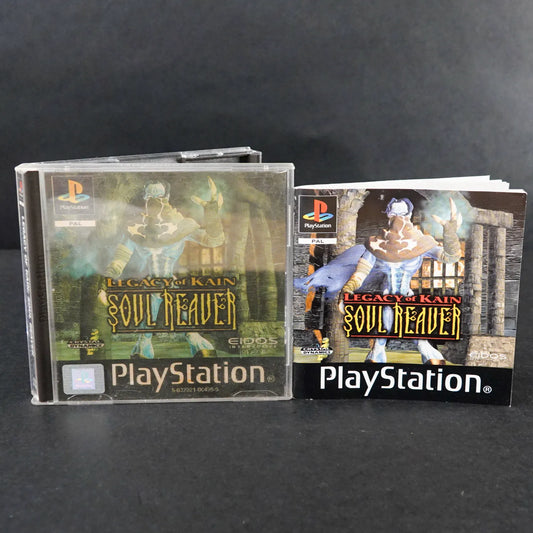 PlayStation
PAL
LEGACY of KAIN
SOUL REAVER
CRYSTAL DYNAMICS
EIDOS
PlayStation®
PlayStation
PAL
LEGACY of KAIN
SOUL REAVER
CRYSTAL DYNAMICS
EIDOS
PlayStation®